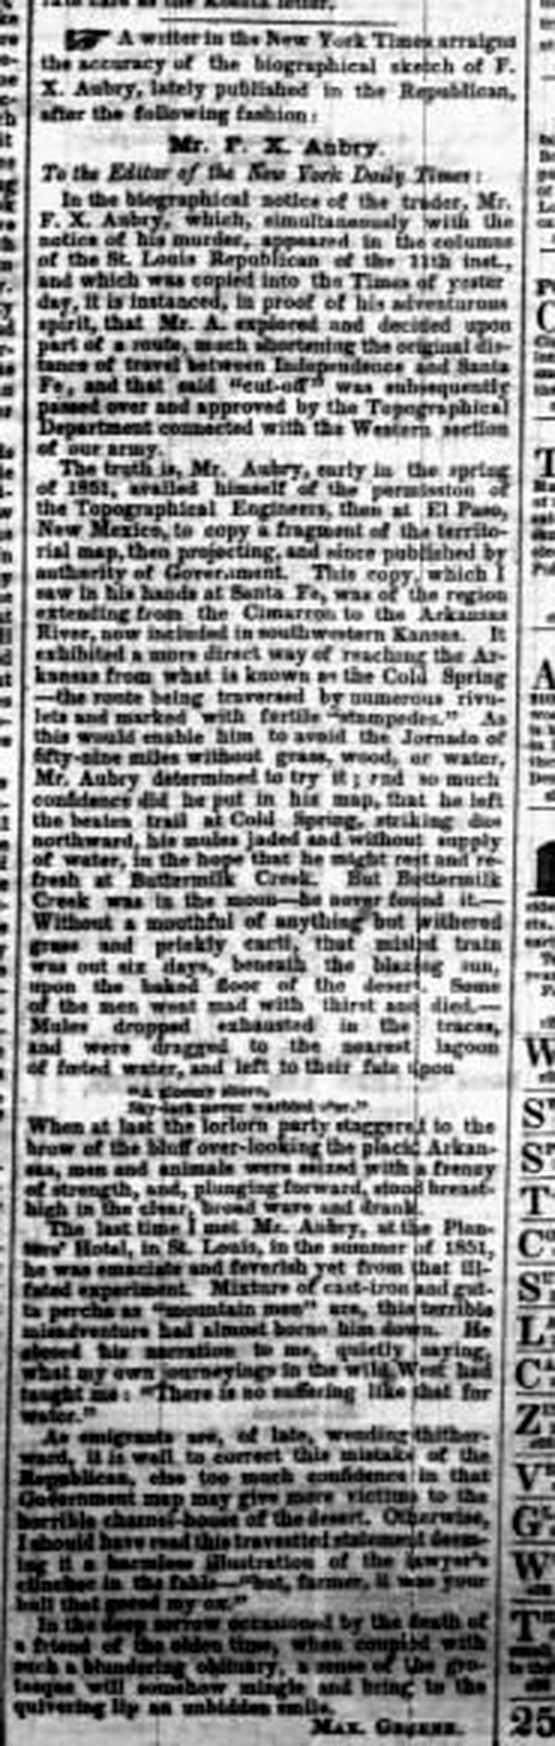 ☞ A writer in the New York Times arraigns
the accuracy of the biographical sketch of F.
X. Aubry, lately published in the Republican,
after the following fashion:
Mr. F. X. Aubry.
To the Editor of the New York Daily Times:
In the biographical notice of the trader, Mr.
F. X. Aubry, which, simultaneously with the
notice of his murder, appeared in the columns
of the St. Louis Republican of the 11th inst.,
and which was copied into the Times of yester
day, it is instanced, in proof of his adventurous
spirit, that Mr. A. explored and decided upon
part of a route, much shortening the original dis-
tance of travel between Independence and Santa
Fe, and that said "cut-off" was subsequently
passed over and approved by the Topographical
Department connected with the Western section
of our army.
The truth is, Mr. Aubry, early in the spring
of 1851, availed himself of the permission of
the Topographical Engineers, then at El Paso,
New Mexico, to copy a fragment of the territo-
rial map, then projecting, and since published by
authority of Government. This copy, which I
saw in his hands at Santa Fe, was of the region
extending from the Cimarron to the Arkansas
River, now included in southwestern Kansas. It
exhibited a more direct way of reaching the Ar-
kansas from what is known as the Cold Spring
—the route being traversed by numerous rivu-
lets and marked with fertile "stampedes." As
this would enable him to avoid the Jornado of
fifty-nine miles without grass, wood, or water,
Mr. Aubry determined to try it; and so much
confidence did he put in his map, that he left
the beaten trail at Cold Spring, striking due
northward, his mules jaded and without supply
of water, in the hope that he might rest and re-
fresh at Buttermilk Creek. But Buttermilk
Creek was in the moon—he never found it.—
Without a mouthful of anything but withered
grass and prickly cacti, that misled train
was out six days, beneath the blazing sun,
upon the baked floor of the desert. Some
of the men went mad with thirst and died.—
Mules dropped exhausted in the traces,
and were dragged to the nearest lagoon
of fœted water, and left to their fate upon
"A gloomy shore,
Sky-lark never warbled o'er."
When at last the forlorn party staggered to the
brow of the bluff over-looking the placid Arkan-
sas, men and animals were seized with a frenzy
of strength, and, plunging forward, stood breast-
high in the clear, broad wave and drank.
The last time I met Mr. Aubry, at the Plan-
ters' Hotel, in St. Louis, in the summer of 1851,
he was emaciate and feverish yet from that ill-
fated experiment. Mixture of cast-iron and gut-
ta percha as "mountain men" are, this terrible
misadventure had almost borne him down. He
closed his narration to me, quietly saying,
what my own journeyings in the wild West had
taught me: "There is no suffering like that for
water."
As emigrants are, of late, wending thither-
ward, it is well to correct this mistake of the
Republican, else too much confidence in that
Government map may give more victims to the
horrible charnel-house of the desert. Otherwise,
I should have read this travestied statement deem-
ing it a harmless illustration of the lawyer's
clincher in the fable—"but, farmer, it was your
bull that gored my ox."
In the deep sorrow occasioned by the death of
a friend of the olden time, when coupled with
such a blundering obituary, a sense of the gro-
tesque will somehow mingle and bring to the
quivering lip an unbidden smile.
Max. Greene.
25